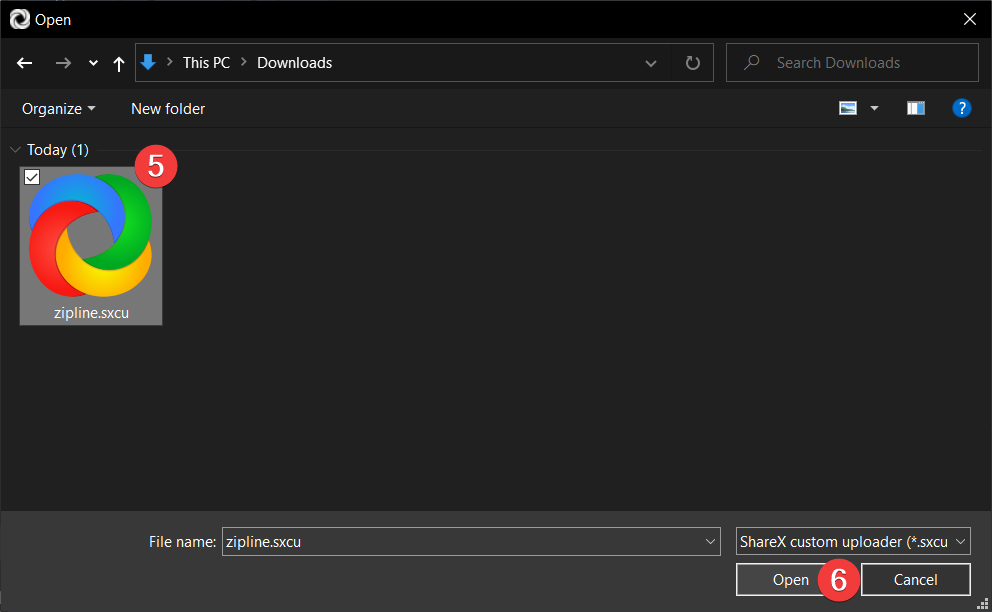 Open
This PC > Downloads
Search Downloads
Organize
New folder
?
Today (1)
5
zipline.sxcu
File name: zipline.sxcu
ShareX custom uploader (*.sxcu
Open
6
Cancel